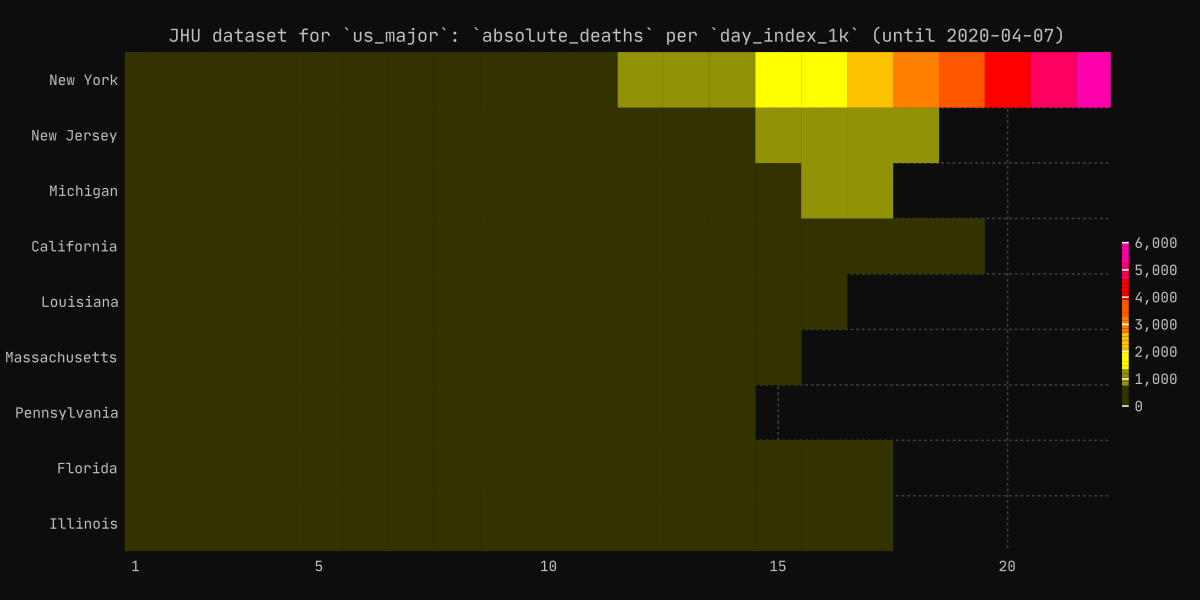 JHU dataset for `us_major`: `absolute_deaths` per `day_index_1k` (until 2020-04-07)
New York
New Jersey
Michigan
California
Louisiana
Massachusetts
Pennsylvania
Florida
Illinois
1 5 10 15 20
6,000
5,000
4,000
3,000
2,000
1,000
0